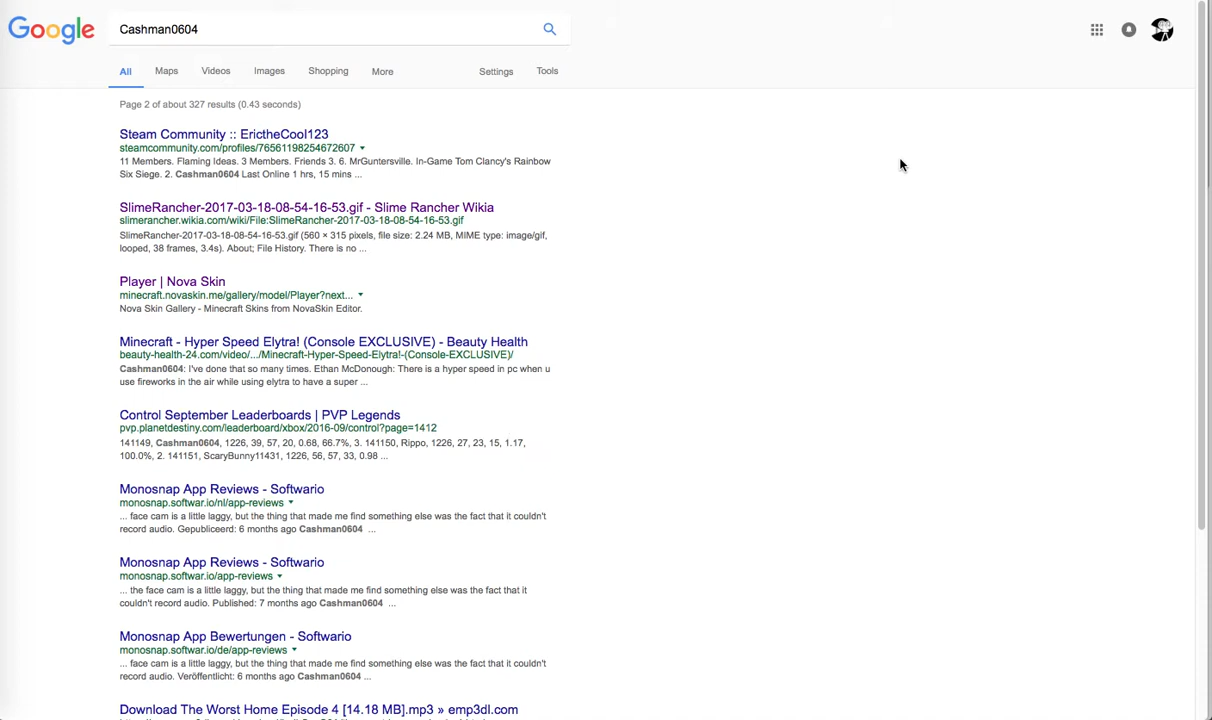 Google
Cashman0604
All Maps Videos Images Shopping More Settings Tools
Page 2 of about 327 results (0.43 seconds)
Steam Community :: ErictheCool123
steamcommunity.com/profiles/76561198254672607
11 Members. Flaming Ideas. 3 Members. Friends 3. 6. MrGuntersville. In-Game Tom Clancy's Rainbow
Six Siege. 2. Cashman0604 Last Online 1 hrs, 15 mins ...
SlimeRancher-2017-03-18-08-54-16-53.gif - Slime Rancher Wikia
slimerancher.wikia.com/wiki/File:SlimeRancher-2017-03-18-08-54-16-53.gif
SlimeRancher-2017-03-18-08-54-16-53.gif (560 × 315 pixels, file size: 2.24 MB, MIME type: image/gif,
looped, 38 frames, 3.4s). About; File History. There is no ...
Player | Nova Skin
minecraft.novaskin.me/gallery/model/Player?next...
Nova Skin Gallery - Minecraft Skins from NovaSkin Editor.
Minecraft - Hyper Speed Elytra! (Console EXCLUSIVE) - Beauty Health
beauty-health-24.com/video/.../Minecraft-Hyper-Speed-Elytra!-(Console-EXCLUSIVE)/
Cashman0604: I've done that so many times. Ethan McDonough: There is a hyper speed in pc when u
use fireworks in the air while using elytra to have a super ...
Control September Leaderboards | PVP Legends
pvp.planetdestiny.com/leaderboard/xbox/2016-09/control?page=1412
141149, Cashman0604, 1226, 39, 57, 20, 0.68, 66.7%, 3. 141150, Rippo, 1226, 27, 23, 15, 1.17,
100.0%, 2. 141151, ScaryBunny11431, 1226, 56, 57, 33, 0.98 ...
Monosnap App Reviews - Softwario
monosnap.softwar.io/nl/app-reviews
... face cam is a little laggy, but the thing that made me find something else was the fact that it couldn't
record audio. Gepubliceerd: 6 months ago Cashman0604 ...
Monosnap App Reviews - Softwario
monosnap.softwar.io/app-reviews
... the face cam is a little laggy, but the thing that made me find something else was the fact that it
couldn't record audio. Published: 7 months ago Cashman0604 ...
Monosnap App Bewertungen - Softwario
monosnap.softwar.io/de/app-reviews
... face cam is a little laggy, but the thing that made me find something else was the fact that it couldn't
record audio. Veröffentlicht: 6 months ago Cashman0604 ...
Download The Worst Home Episode 4 [14.18 MB].mp3 » emp3dl.com